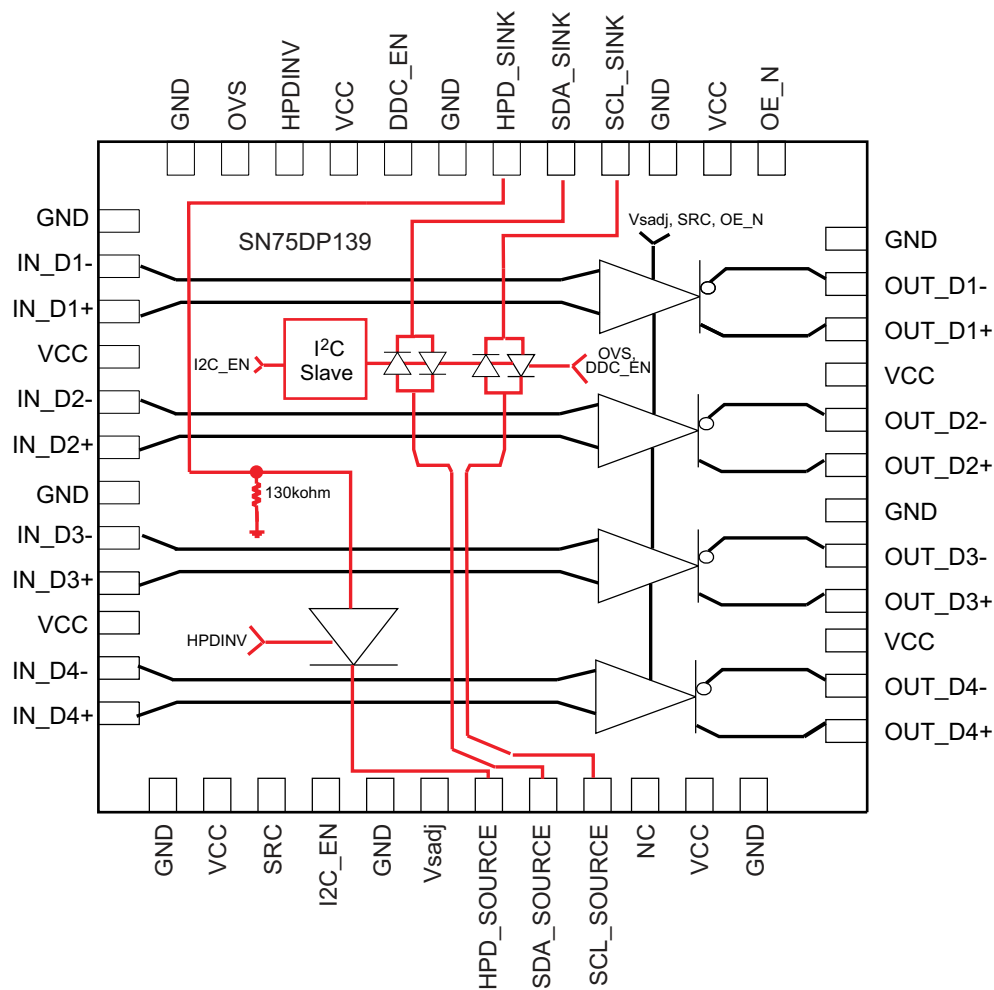 GND
OVS
HPDINV
VCC
DDC_EN
GND
HPD_SINK
SDA_SINK
SCL_SINK
GND
VCC
OE_N
GND
IN_D1-
IN_D1+
VCC
IN_D2-
IN_D2+
GND
IN_D3-
IN_D3+
VCC
IN_D4-
IN_D4+
SN75DP139
Vsadj, SRC, OE_N
I2C_EN
I²C
Slave
OVS,
DDC_EN
130kohm
HPDINV
GND
OUT_D1-
OUT_D1+
VCC
OUT_D2-
OUT_D2+
GND
OUT_D3-
OUT_D3+
VCC
OUT_D4-
OUT_D4+
GND
VCC
SRC
I2C_EN
GND
Vsadj
HPD_SOURCE
SDA_SOURCE
SCL_SOURCE
NC
VCC
GND